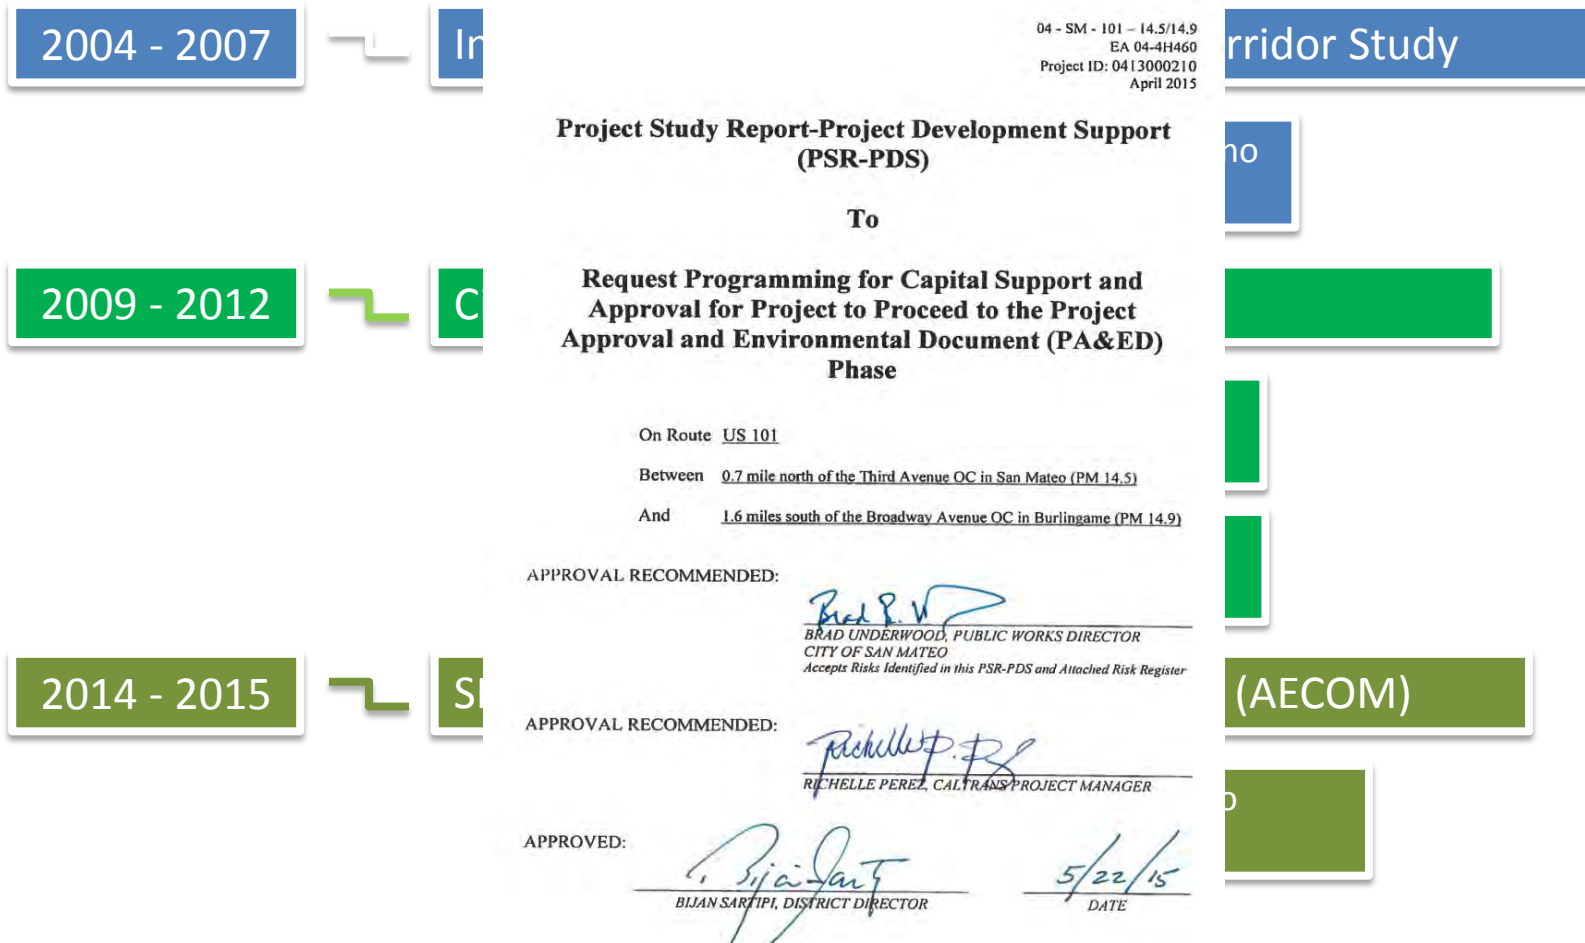 2004 - 2007
In
rridor Study
no
2009 - 2012
C
2014 - 2015
(AECOM)
04 - SM - 101 – 14.5/14.9
EA 04-4H460
Project ID: 0413000210
April 2015
Project Study Report-Project Development Support
(PSR-PDS)
To
Request Programming for Capital Support and
Approval for Project to Proceed to the Project
Approval and Environmental Document (PA&ED)
Phase
On Route US 101
Between 0.7 mile north of the Third Avenue OC in San Mateo (PM 14.5)
And 1.6 miles south of the Broadway Avenue OC in Burlingame (PM 14.9)
APPROVAL RECOMMENDED:
BRAD UNDERWOOD, PUBLIC WORKS DIRECTOR
CITY OF SAN MATEO
Accepts Risks Identified in this PSR-PDS and Attached Risk Register
APPROVAL RECOMMENDED:
RICHELLE PEREZ, CALTRANS PROJECT MANAGER
APPROVED:
5/22/15
BIJAN SARTIPI, DISTRICT DIRECTOR
DATE